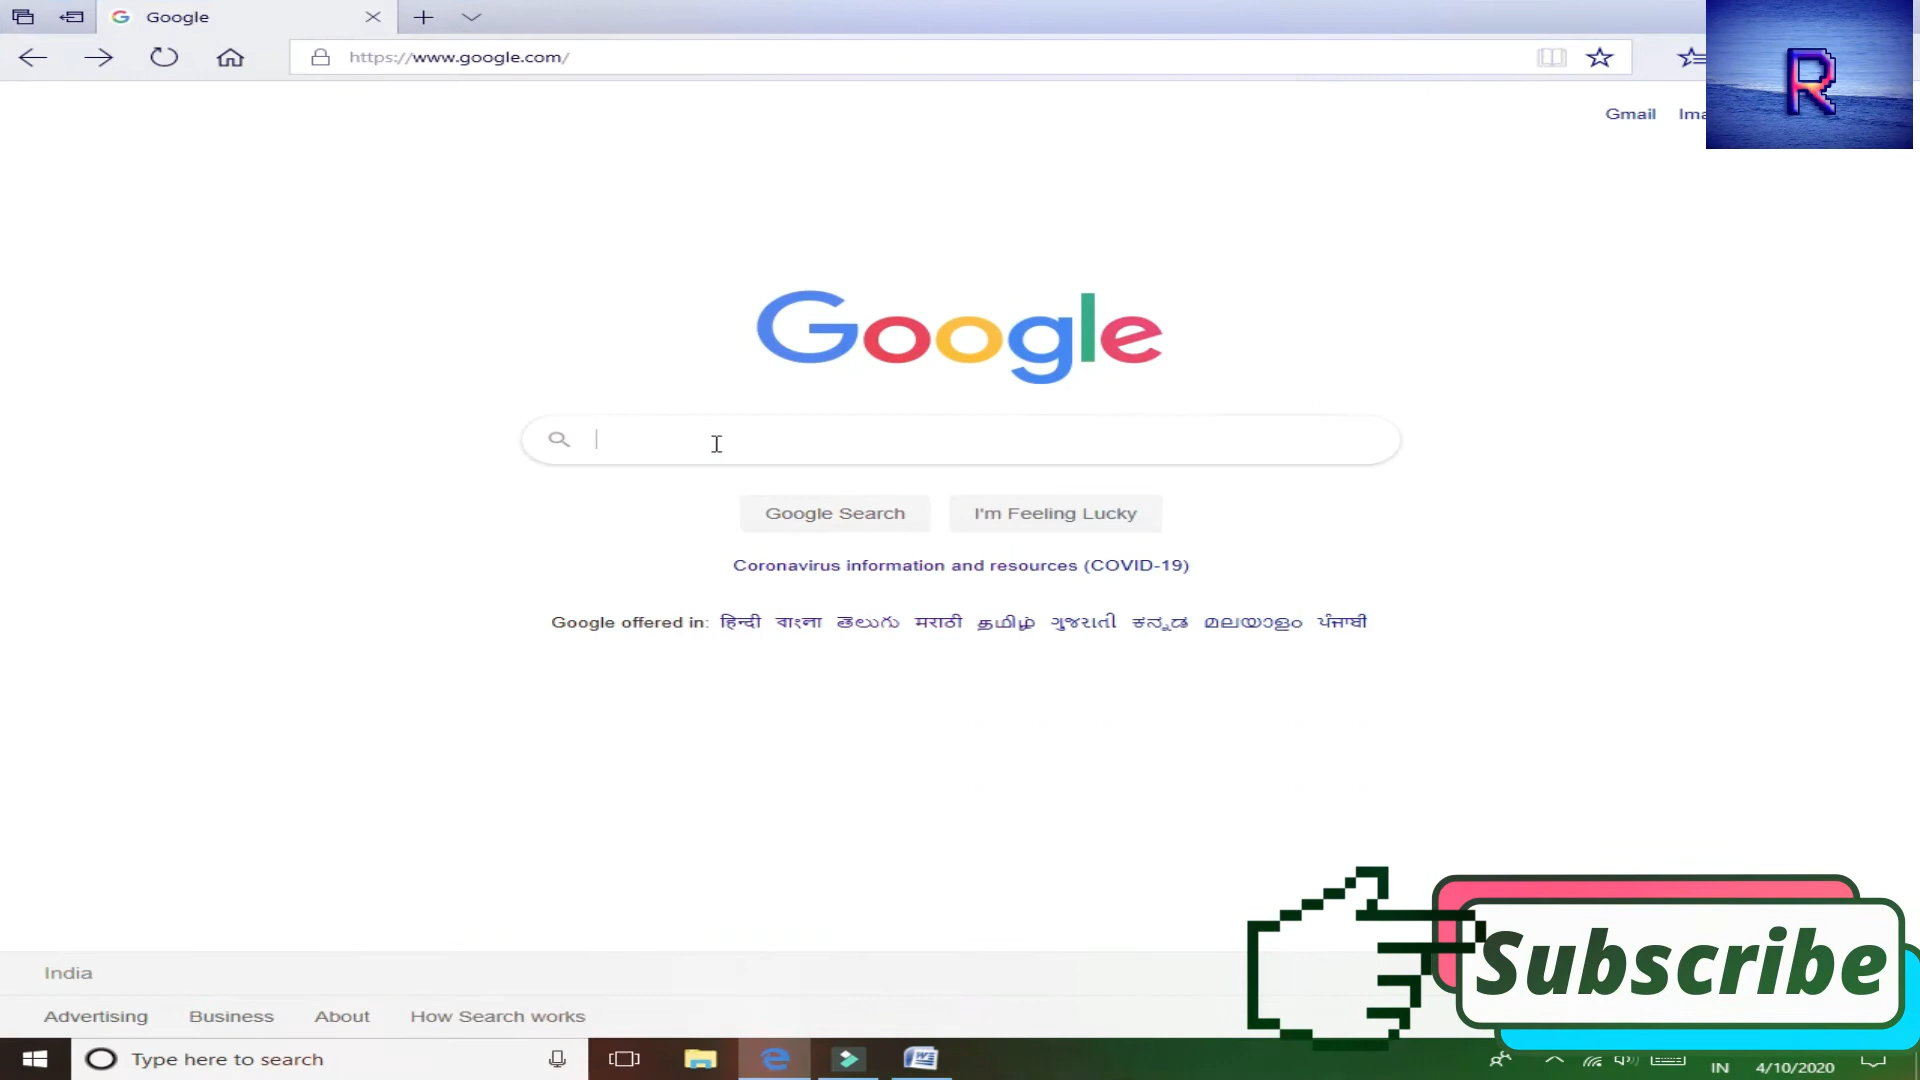 Google
https://www.google.com/
R
Gmail
Google
Google Search
I'm Feeling Lucky
Coronavirus information and resources (COVID-19)
Google offered in: हिन्दी বাংলা తెలుగు मराठी தமிழ் ગુજરાતી ಕನ್ನಡ മലയാളം ਪੰਜਾਬੀ
Subscribe
India
Advertising Business About How Search works
Type here to search
IN 4/10/2020